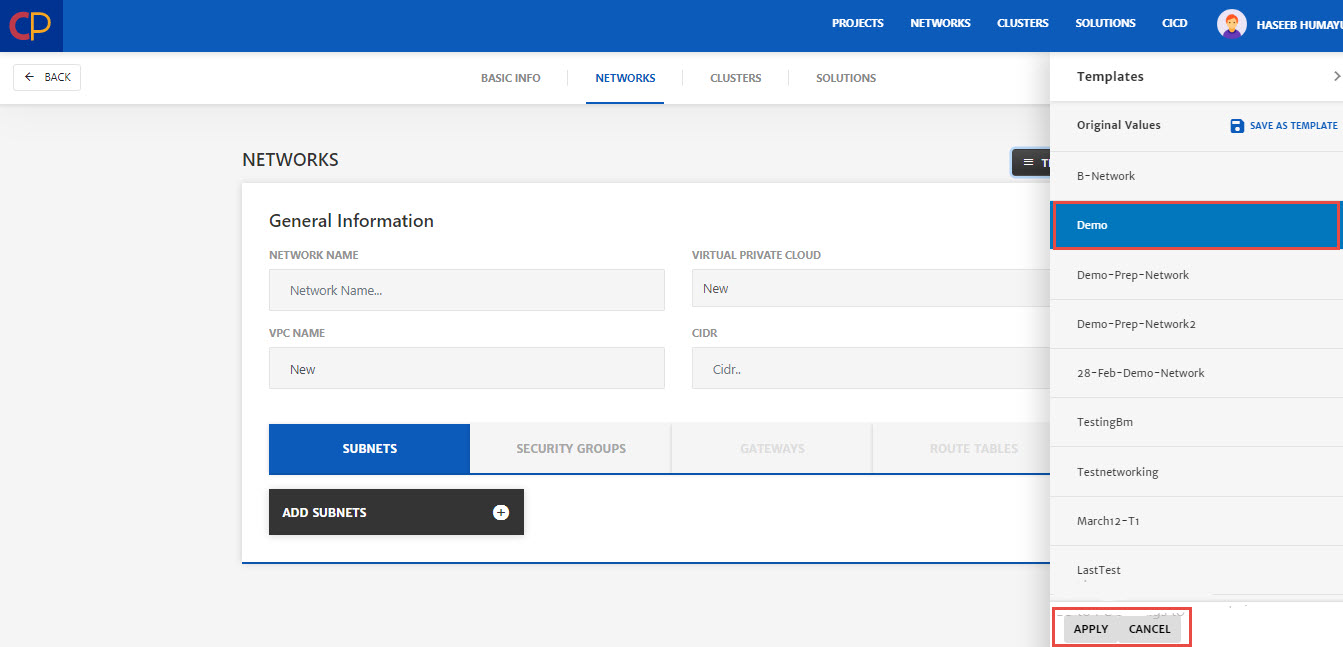 CP
PROJECTS NETWORKS CLUSTERS SOLUTIONS CICD HASEEB
BACK
BASIC INFO NETWORKS CLUSTERS SOLUTIONS
Templates
Original Values SAVE AS TEMPLATE
NETWORKS
B-Network
General Information
Demo
NETWORK NAME VIRTUAL PRIVATE CLOUD
Network Name... New
Demo-Prep-Network
VPC NAME CIDR
Demo-Prep-Network2
New Cidr..
28-Feb-Demo-Network
TestingBm
SUBNETS SECURITY GROUPS GATEWAYS ROUTE TABLES
Testnetworking
ADD SUBNETS
March12-T1
LastTest
APPLY CANCEL